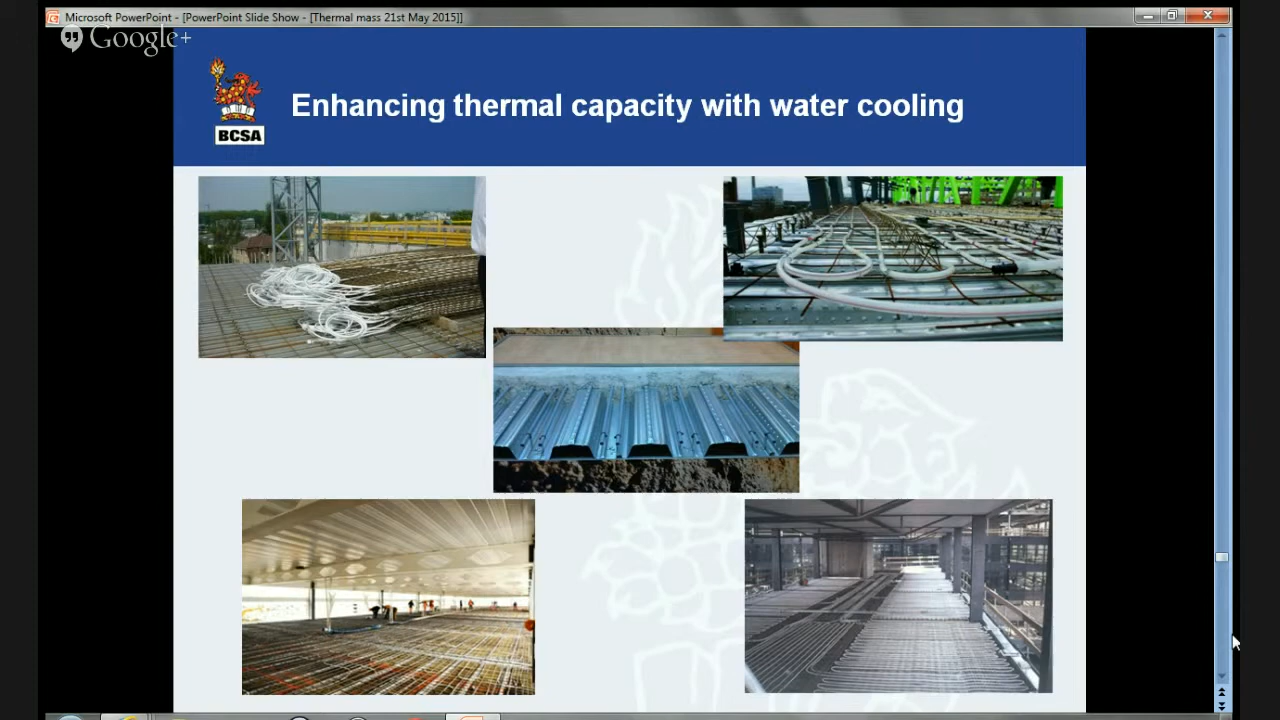 Microsoft PowerPoint - [PowerPoint Slide Show - [Thermal mass 21st May 2015]]
Google+
Enhancing thermal capacity with water cooling
BCSA